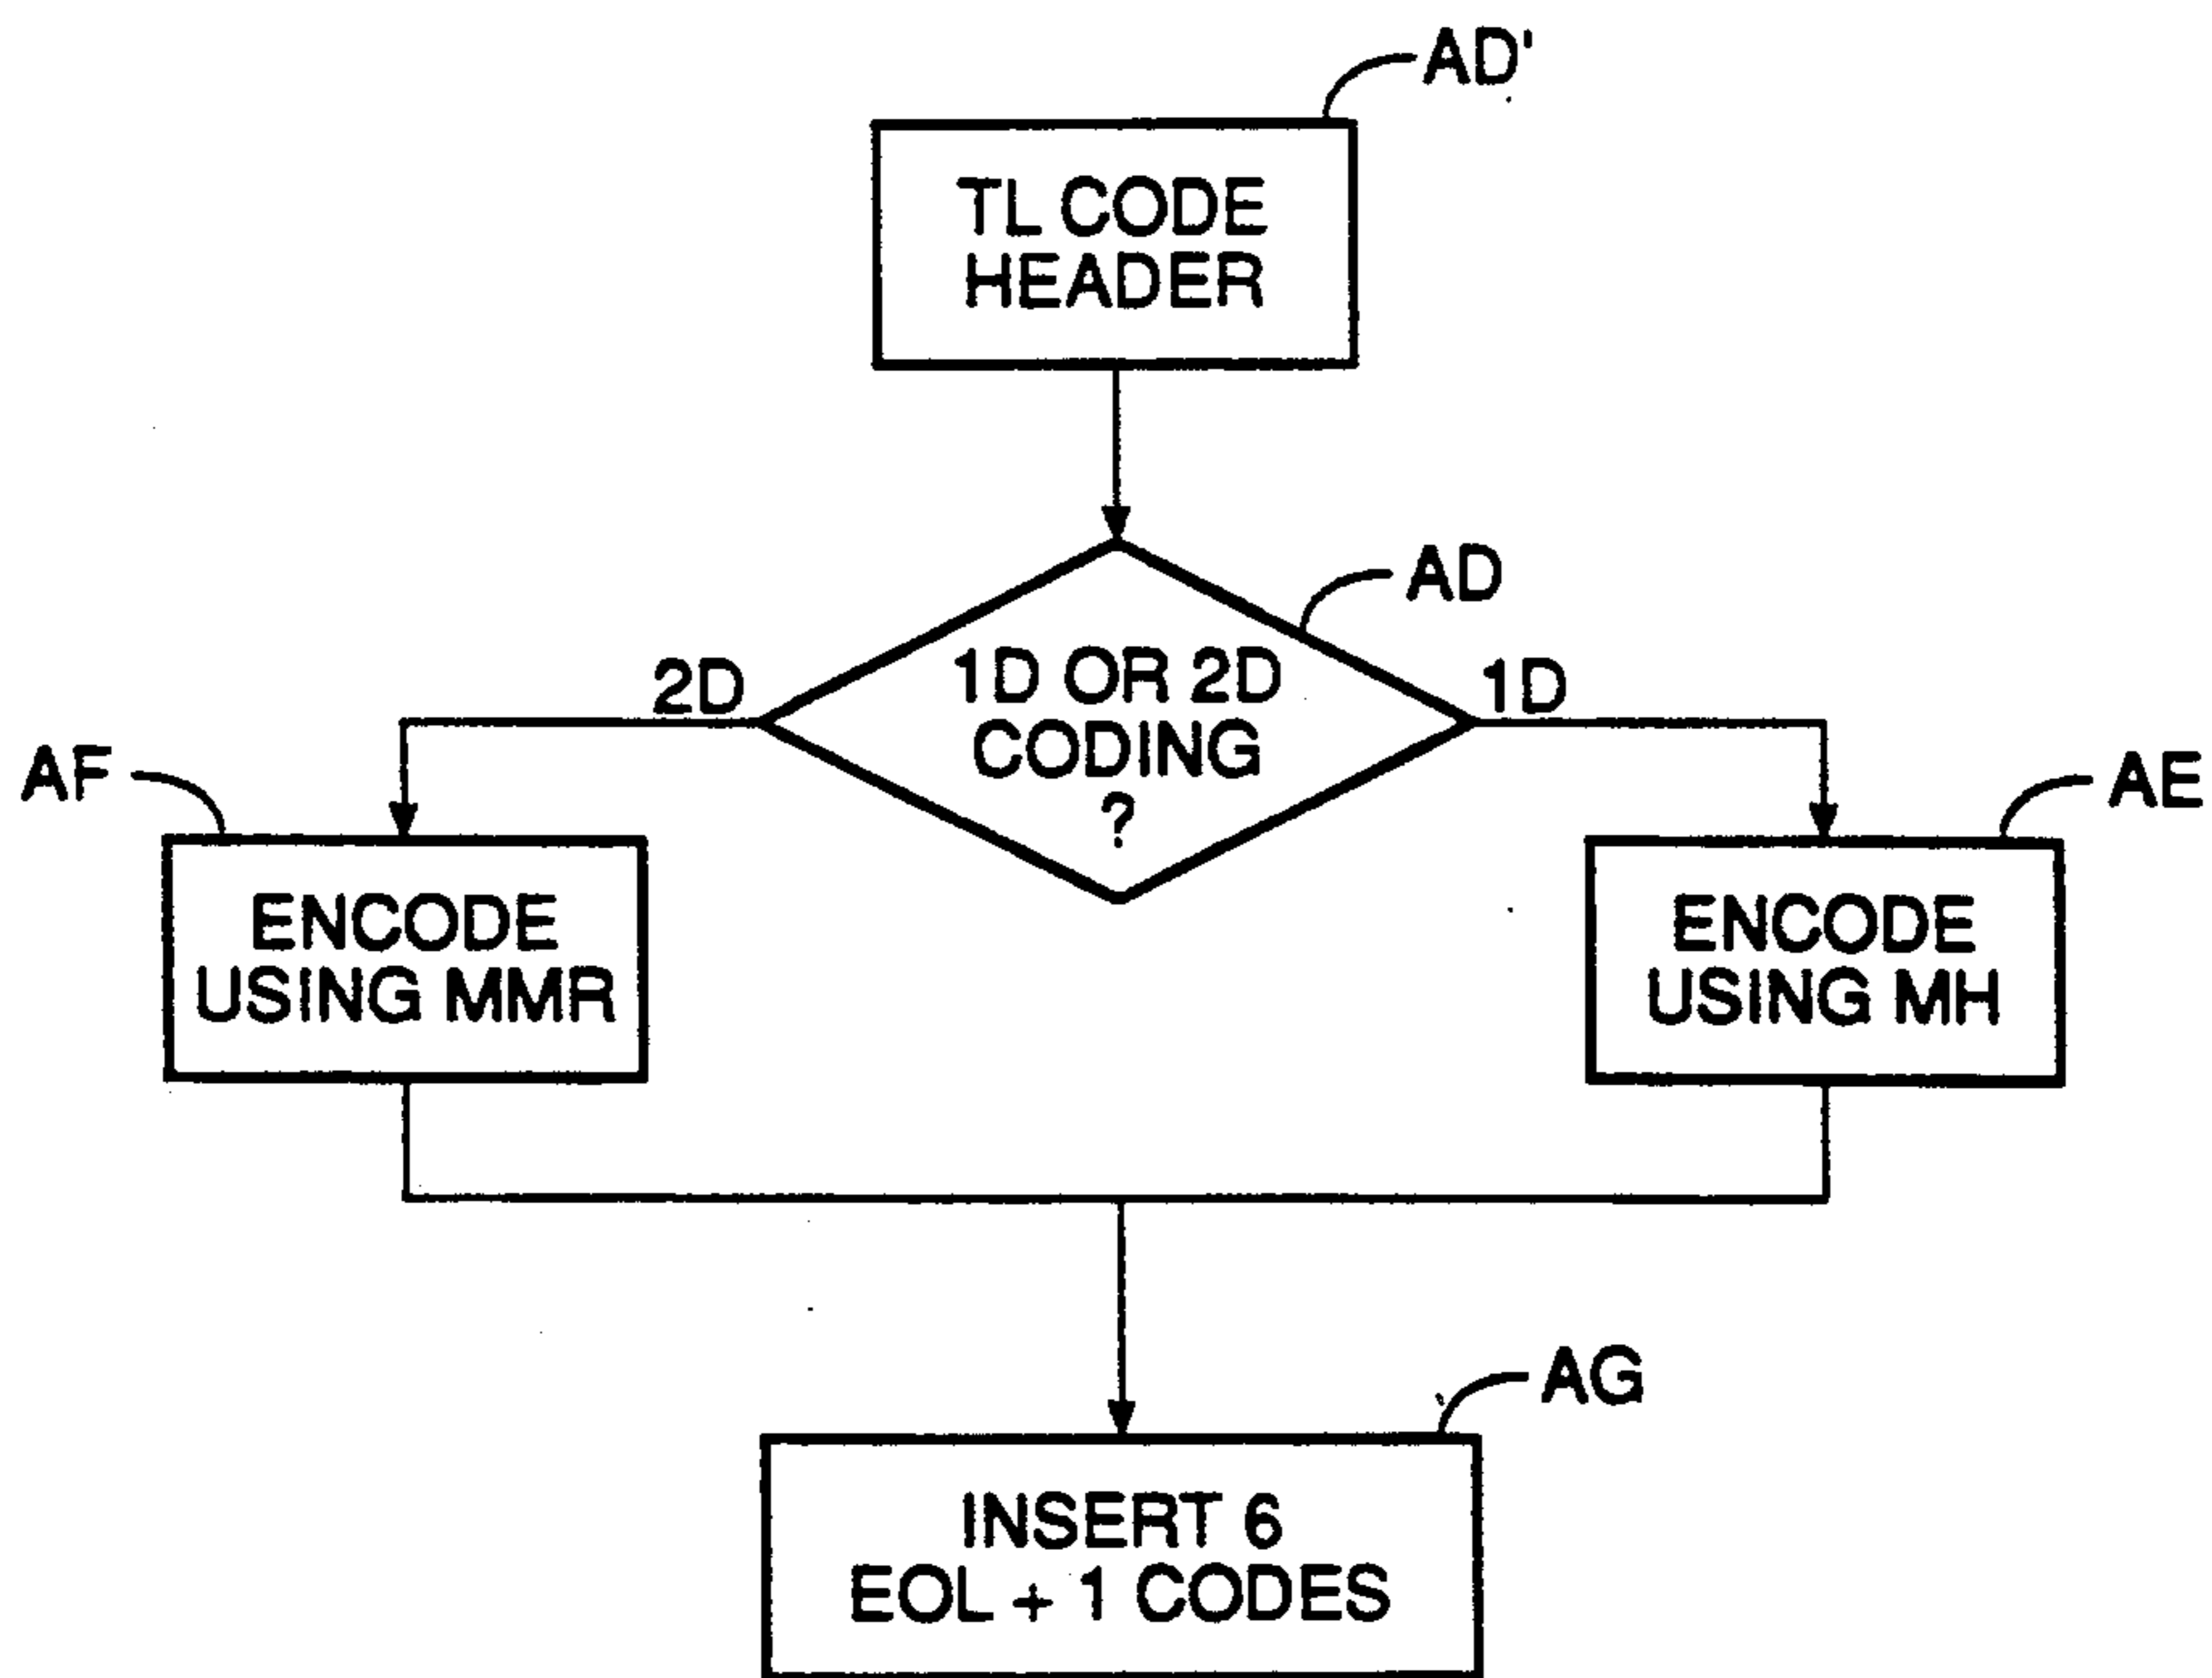 AD'
TL CODE
HEADER
AD
2D
1D OR 2D
CODING
?
1D
AF
AE
ENCODE
USING MMR
ENCODE
USING MH
AG
INSERT 6
EOL + 1 CODES